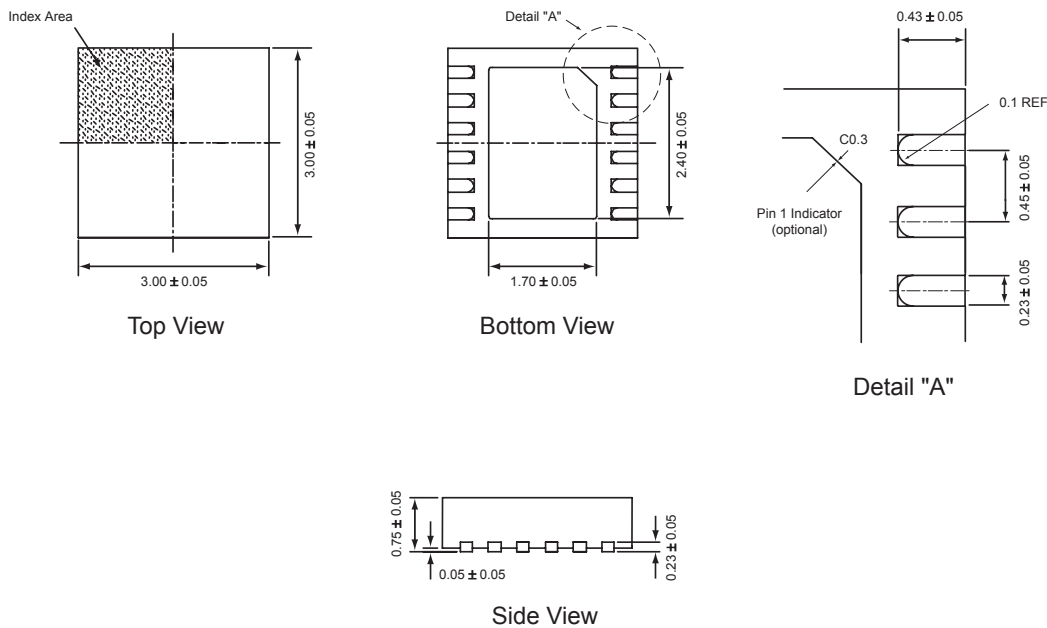 Index Area
3.00 ± 0.05
3.00 ± 0.05
Top View
Detail "A"
2.40 ± 0.05
1.70 ± 0.05
Bottom View
0.43 ± 0.05
0.1 REF
C0.3
0.45 ± 0.05
Pin 1 Indicator
(optional)
0.23 ± 0.05
Detail "A"
0.75 ± 0.05
0.05 ± 0.05
0.23 ± 0.05
Side View